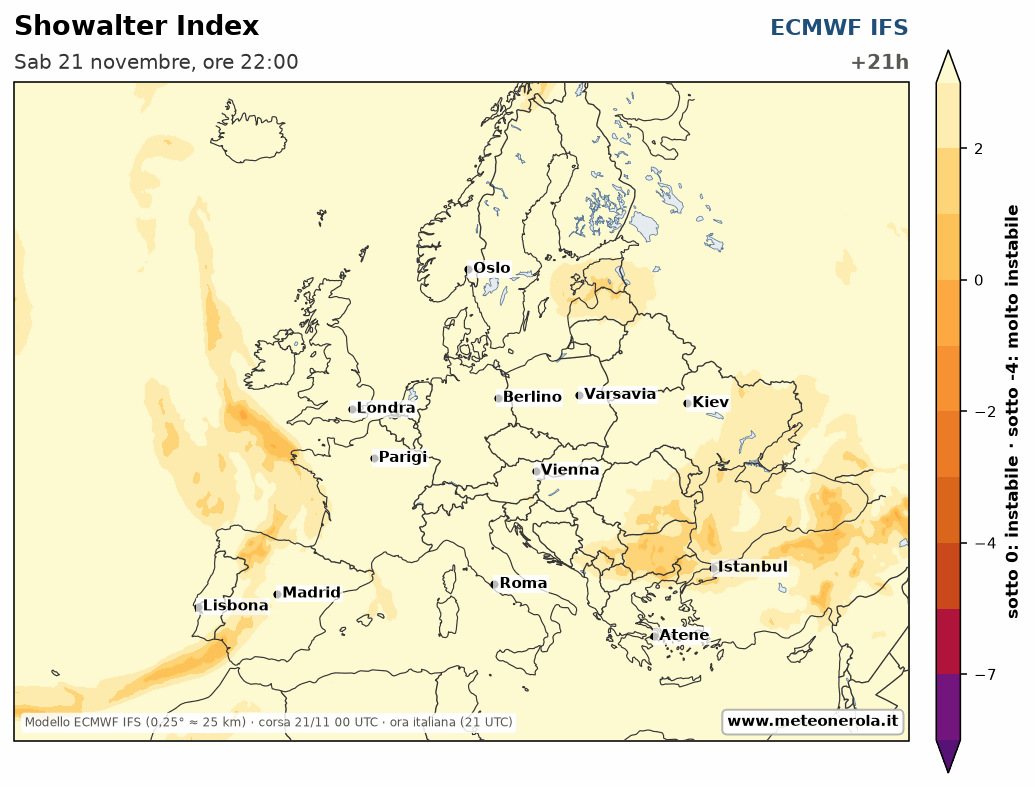 Showalter Index
ECMWF IFS
Sab 21 novembre, ore 22:00
+21h
Oslo
Londra
Berlino
Varsavia
Kiev
Parigi
Vienna
Istanbul
Roma
Madrid
Lisbona
Atene
Modello ECMWF IFS (0,25° ≈ 25 km) · corsa 21/11 00 UTC · ora italiana (21 UTC)
www.meteonerola.it
2
0
−2
−4
−7
sotto 0: instabile · sotto -4: molto instabile